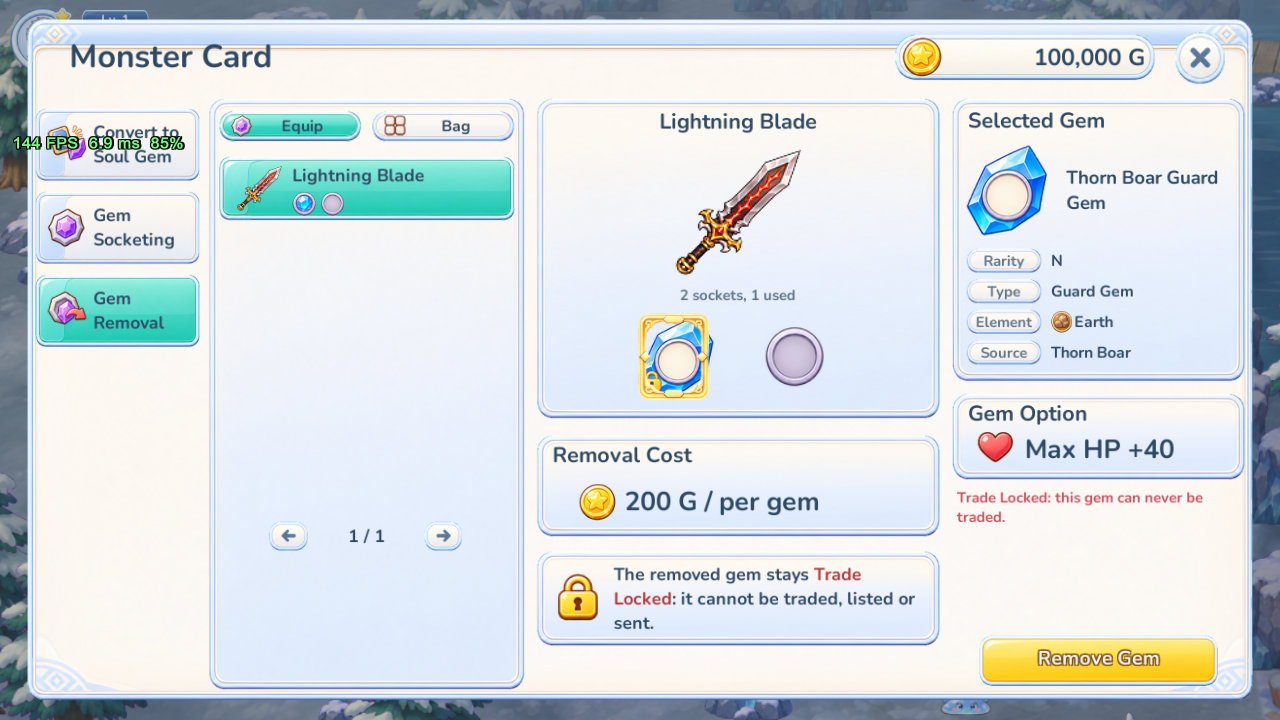 Monster Card
100,000 G
Convert to
Soul Gem
144 FPS 6.9 ms 85%
Gem
Socketing
Gem
Removal
Equip
Bag
Lightning Blade
1 / 1
Lightning Blade
2 sockets, 1 used
Removal Cost
200 G / per gem
The removed gem stays Trade
Locked: it cannot be traded, listed or
sent.
Selected Gem
Thorn Boar Guard
Gem
Rarity N
Type Guard Gem
Element Earth
Source Thorn Boar
Gem Option
Max HP +40
Trade Locked: this gem can never be
traded.
Remove Gem